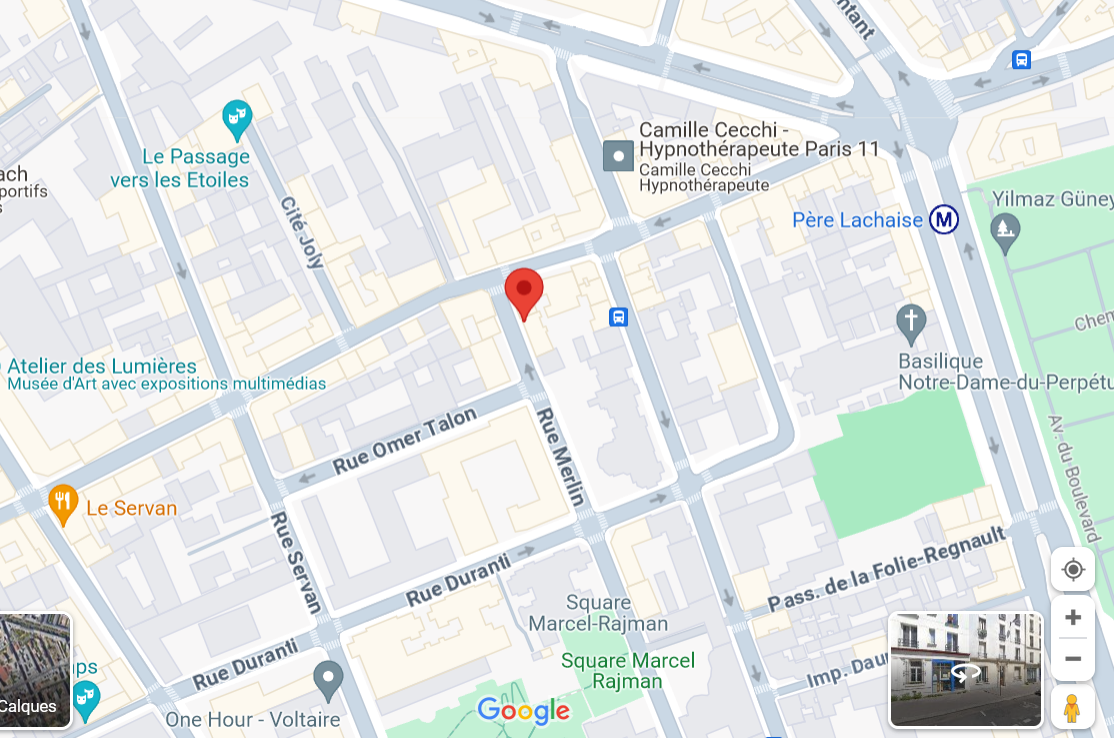 ntant
Camille Cecchi -
Hypnothérapeute Paris 11
Camille Cecchi
Hypnothérapeute
Le Passage
vers les Etoiles
ach
portifs
s
Cité Joly
Père Lachaise
M
Yilmaz Güney
Chem
Basilique
Notre-Dame-du-Perpétu
Atelier des Lumières
Musée d'Art avec expositions multimédias
Rue Omer Talon
Rue Merlin
Av. du Boulevard
Le Servan
Rue Servan
Rue Duranti
Pass. de la Folie-Regnault
Square
Marcel-Rajman
Square Marcel
Rajman
Rue Duranti
Imp. Dau
ups
Calques
One Hour - Voltaire
Google